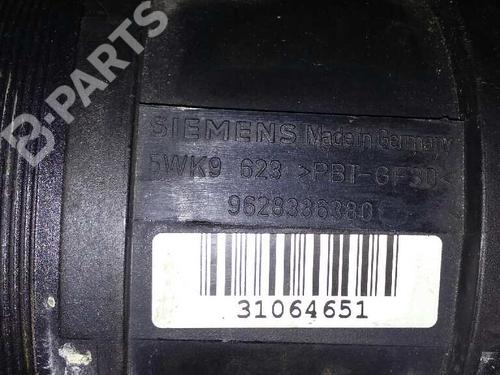 B-PARTS
SIEMENS Made in Germany
5WK9 623 >PBT-GF30<
9628336380
31064651